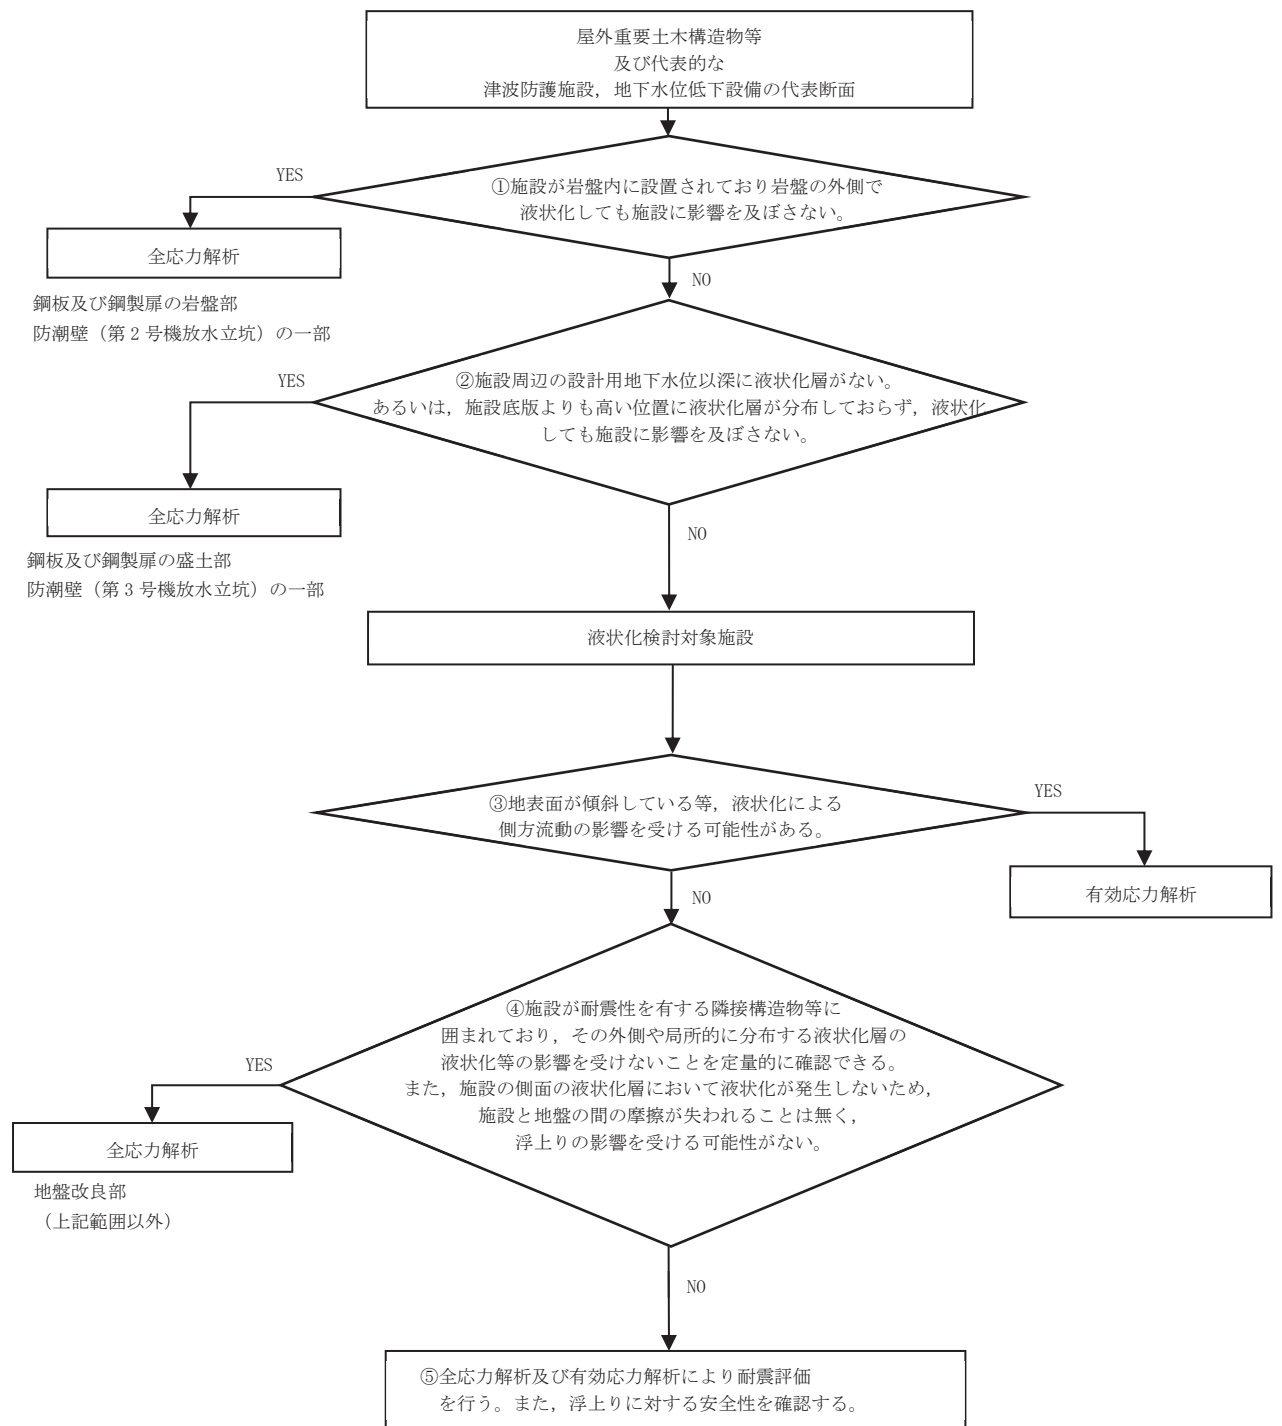 屋外重要土木構造物等
及び代表的な
津波防護施設，地下水位低下設備の代表断面
YES
①施設が岩盤内に設置されており岩盤の外側で
液状化しても施設に影響を及ぼさない。
全応力解析
NO
鋼板及び鋼製扉の岩盤部
防潮壁（第２号機放水立坑）の一部
YES
②施設周辺の設計用地下水位以深に液状化層がない。
あるいは，施設底版よりも高い位置に液状化層が分布しておらず，液状化
しても施設に影響を及ぼさない。
全応力解析
NO
鋼板及び鋼製扉の盛土部
防潮壁（第３号機放水立坑）の一部
液状化検討対象施設
YES
③地表面が傾斜している等，液状化による
側方流動の影響を受ける可能性がある。
有効応力解析
NO
④施設が耐震性を有する隣接構造物等に
囲まれており，その外側や局所的に分布する液状化層の
液状化等の影響を受けないことを定量的に確認できる。
また，施設の側面の液状化層において液状化が発生しないため，
施設と地盤の間の摩擦が失われることは無く，
浮上りの影響を受ける可能性がない。
YES
全応力解析
地盤改良部
（上記範囲以外）
NO
⑤全応力解析及び有効応力解析により耐震評価
を行う。また，浮上りに対する安全性を確認する。